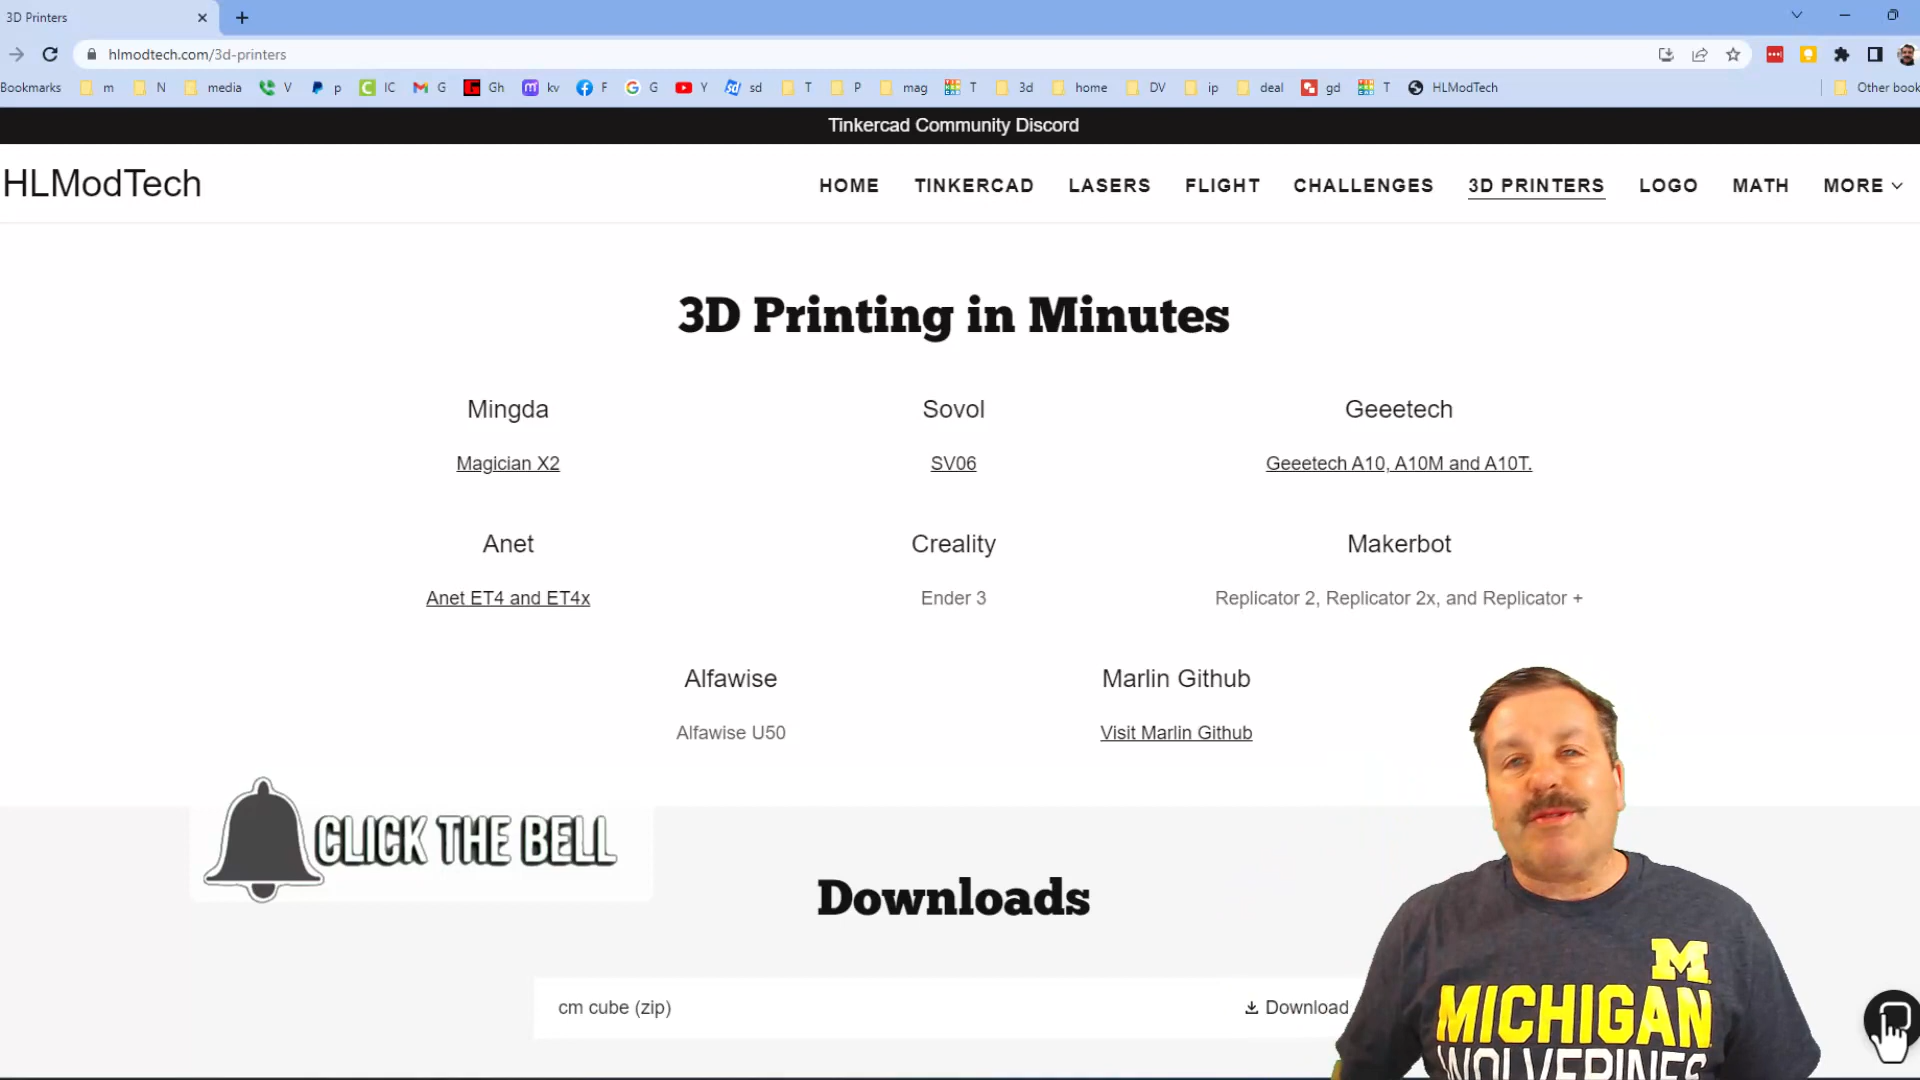 3D Printers
hlmodtech.com/3d-printers
Bookmarks m N media V p IC G Gh kv F G Y sd T P mag T 3d home DV ip deal gd T HLModTech Other book
Tinkercad Community Discord
HLModTech HOME TINKERCAD LASERS FLIGHT CHALLENGES 3D PRINTERS LOGO MATH MORE
3D Printing in Minutes
Mingda Sovol Geeetech
Magician X2 SV06 Geeetech A10, A10M and A10T.
Anet Creality Makerbot
Anet ET4 and ET4x Ender 3 Replicator 2, Replicator 2x, and Replicator +
Alfawise Marlin Github
Alfawise U50 Visit Marlin Github
CLICK THE BELL
Downloads
cm cube (zip) Download
M
MICHIGAN
WOLVERINES